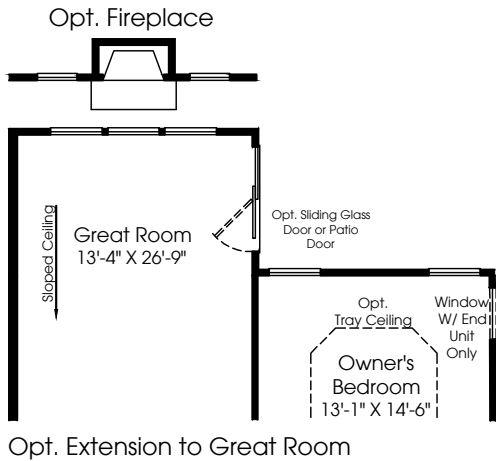 Opt. Fireplace
Sloped Ceiling
Great Room
13'-4" X 26'-9"
Opt. Sliding Glass
Door or Patio
Door
Opt.
Tray Ceiling
Window
W/ End
Unit
Only
Owner's
Bedroom
13'-1" X 14'-6"
Opt. Extension to Great Room